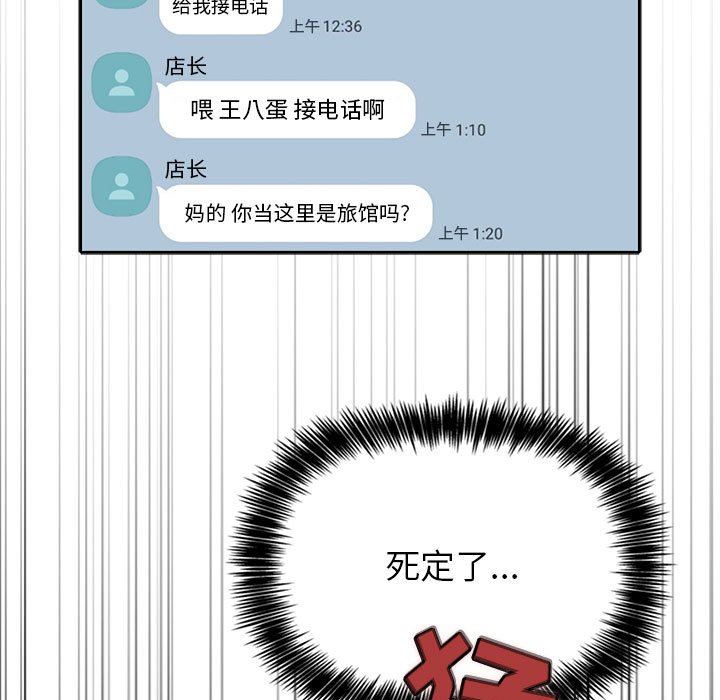 给我接电话
上午 12:36
店长
喂 王八蛋 接电话啊
上午 1:10
店长
妈的 你当这里是旅馆吗?
上午 1:20
死定了...